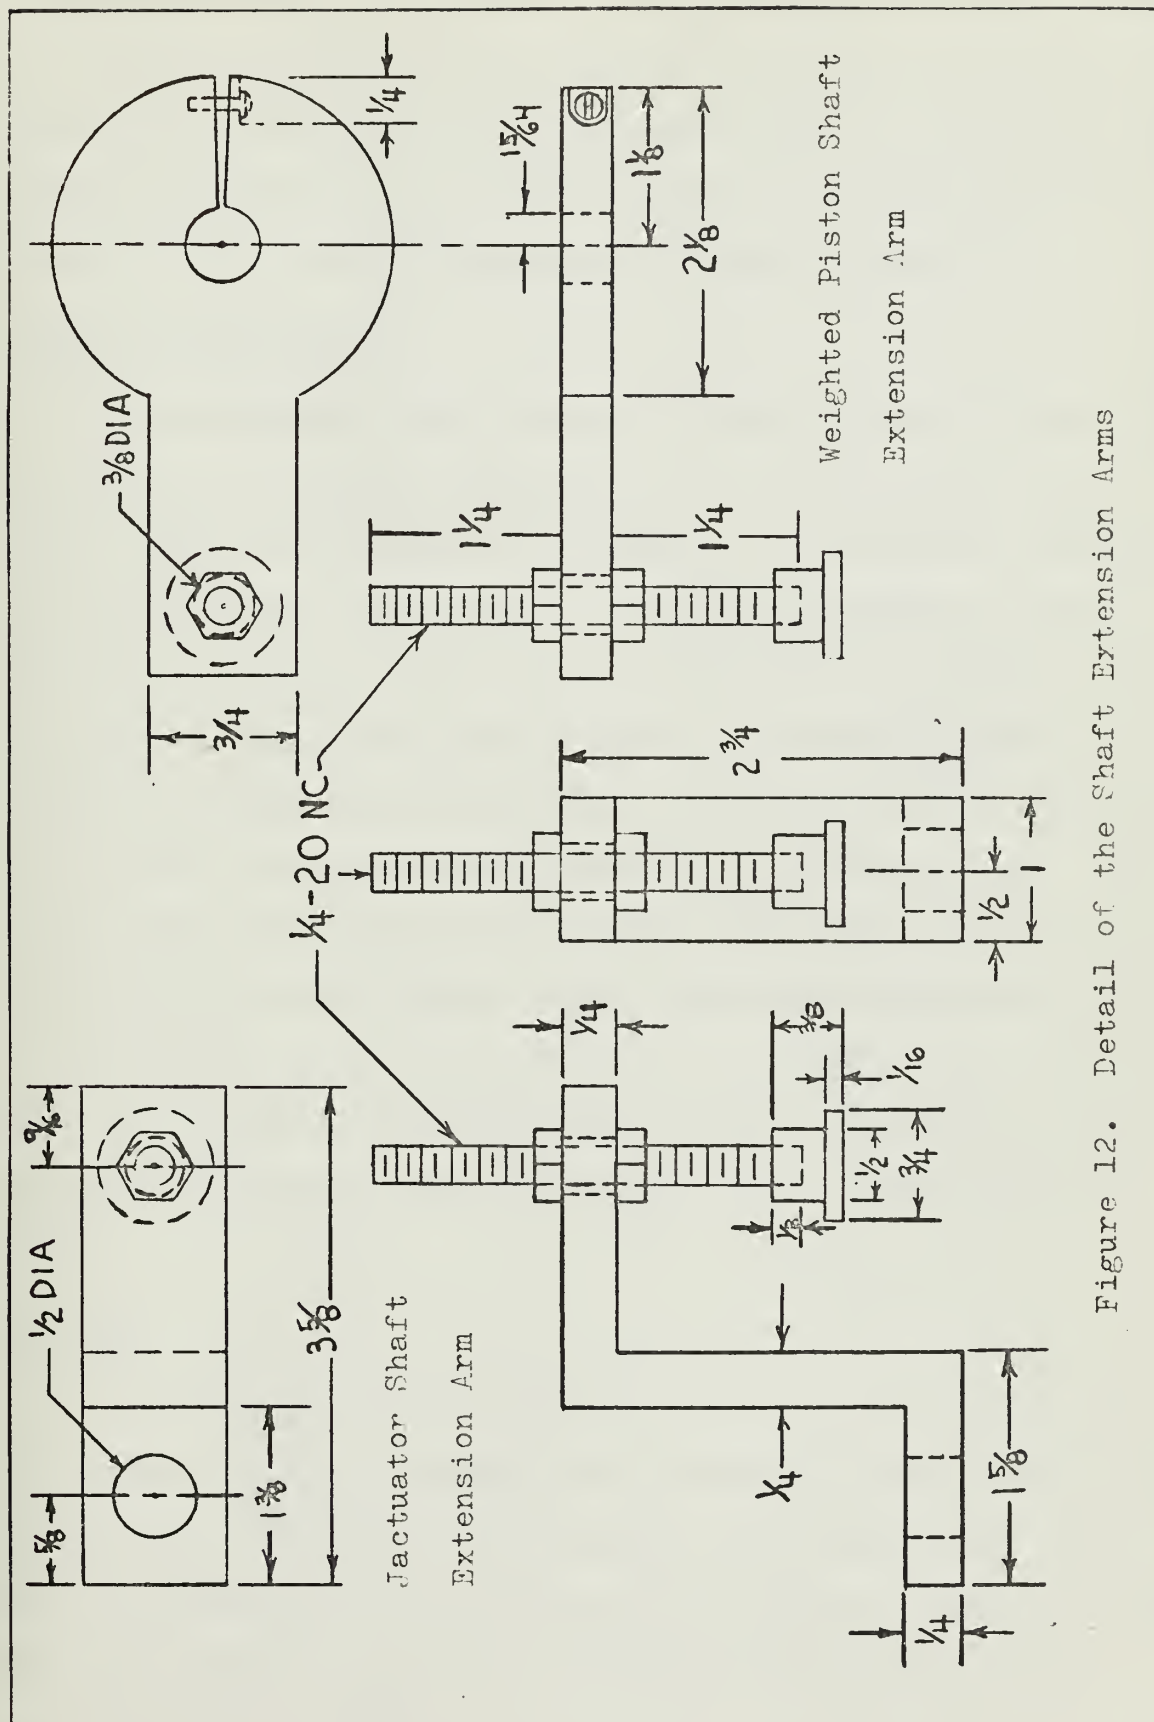 9/16
1/2 DIA
5/8
1 3/8
3 5/8
Jactuator Shaft
Extension Arm
1/4-20 NC
3/8 DIA
3/4
1/4
15/64
1 1/8
2 1/8
1 1/4
1 1/4
Weighted Piston Shaft
Extension Arm
1/4
1/4
1 5/8
1/4
3/8
1/16
1/2
3/4
2 3/4
1/2
1
Figure 12. Detail of the Shaft Extension Arms